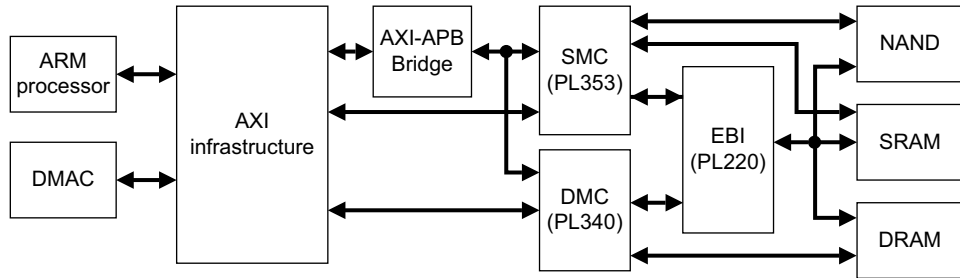 ARM
processor
DMAC
AXI
infrastructure
AXI-APB
Bridge
SMC
(PL353)
DMC
(PL340)
EBI
(PL220)
NAND
SRAM
DRAM